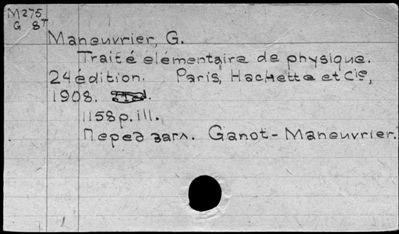 M275
G 8T
Maneuvrier, G.
Traité élémentaire de physique.
24 édition. Paris, Hachette et Cie,
1908.
1158 p. ill.
Перед загл. Ganot-Maneuvrier.